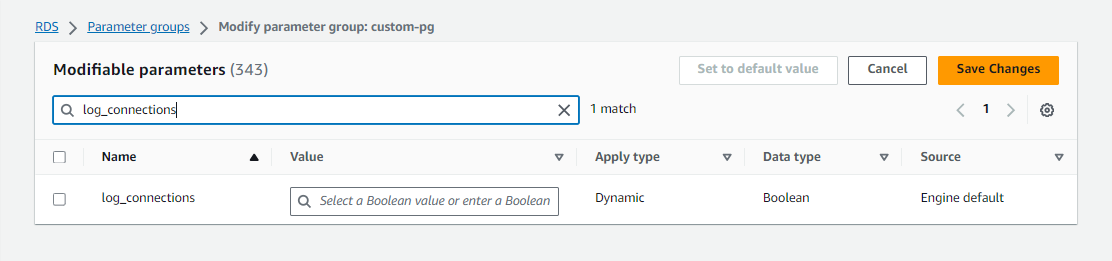 RDS > Parameter groups > Modify parameter group: custom-pg
Modifiable parameters (343)
Set to default value
Cancel
Save Changes
log_connections
1 match
1
Name
Value
Apply type
Data type
Source
log_connections
Select a Boolean value or enter a Boolean
Dynamic
Boolean
Engine default